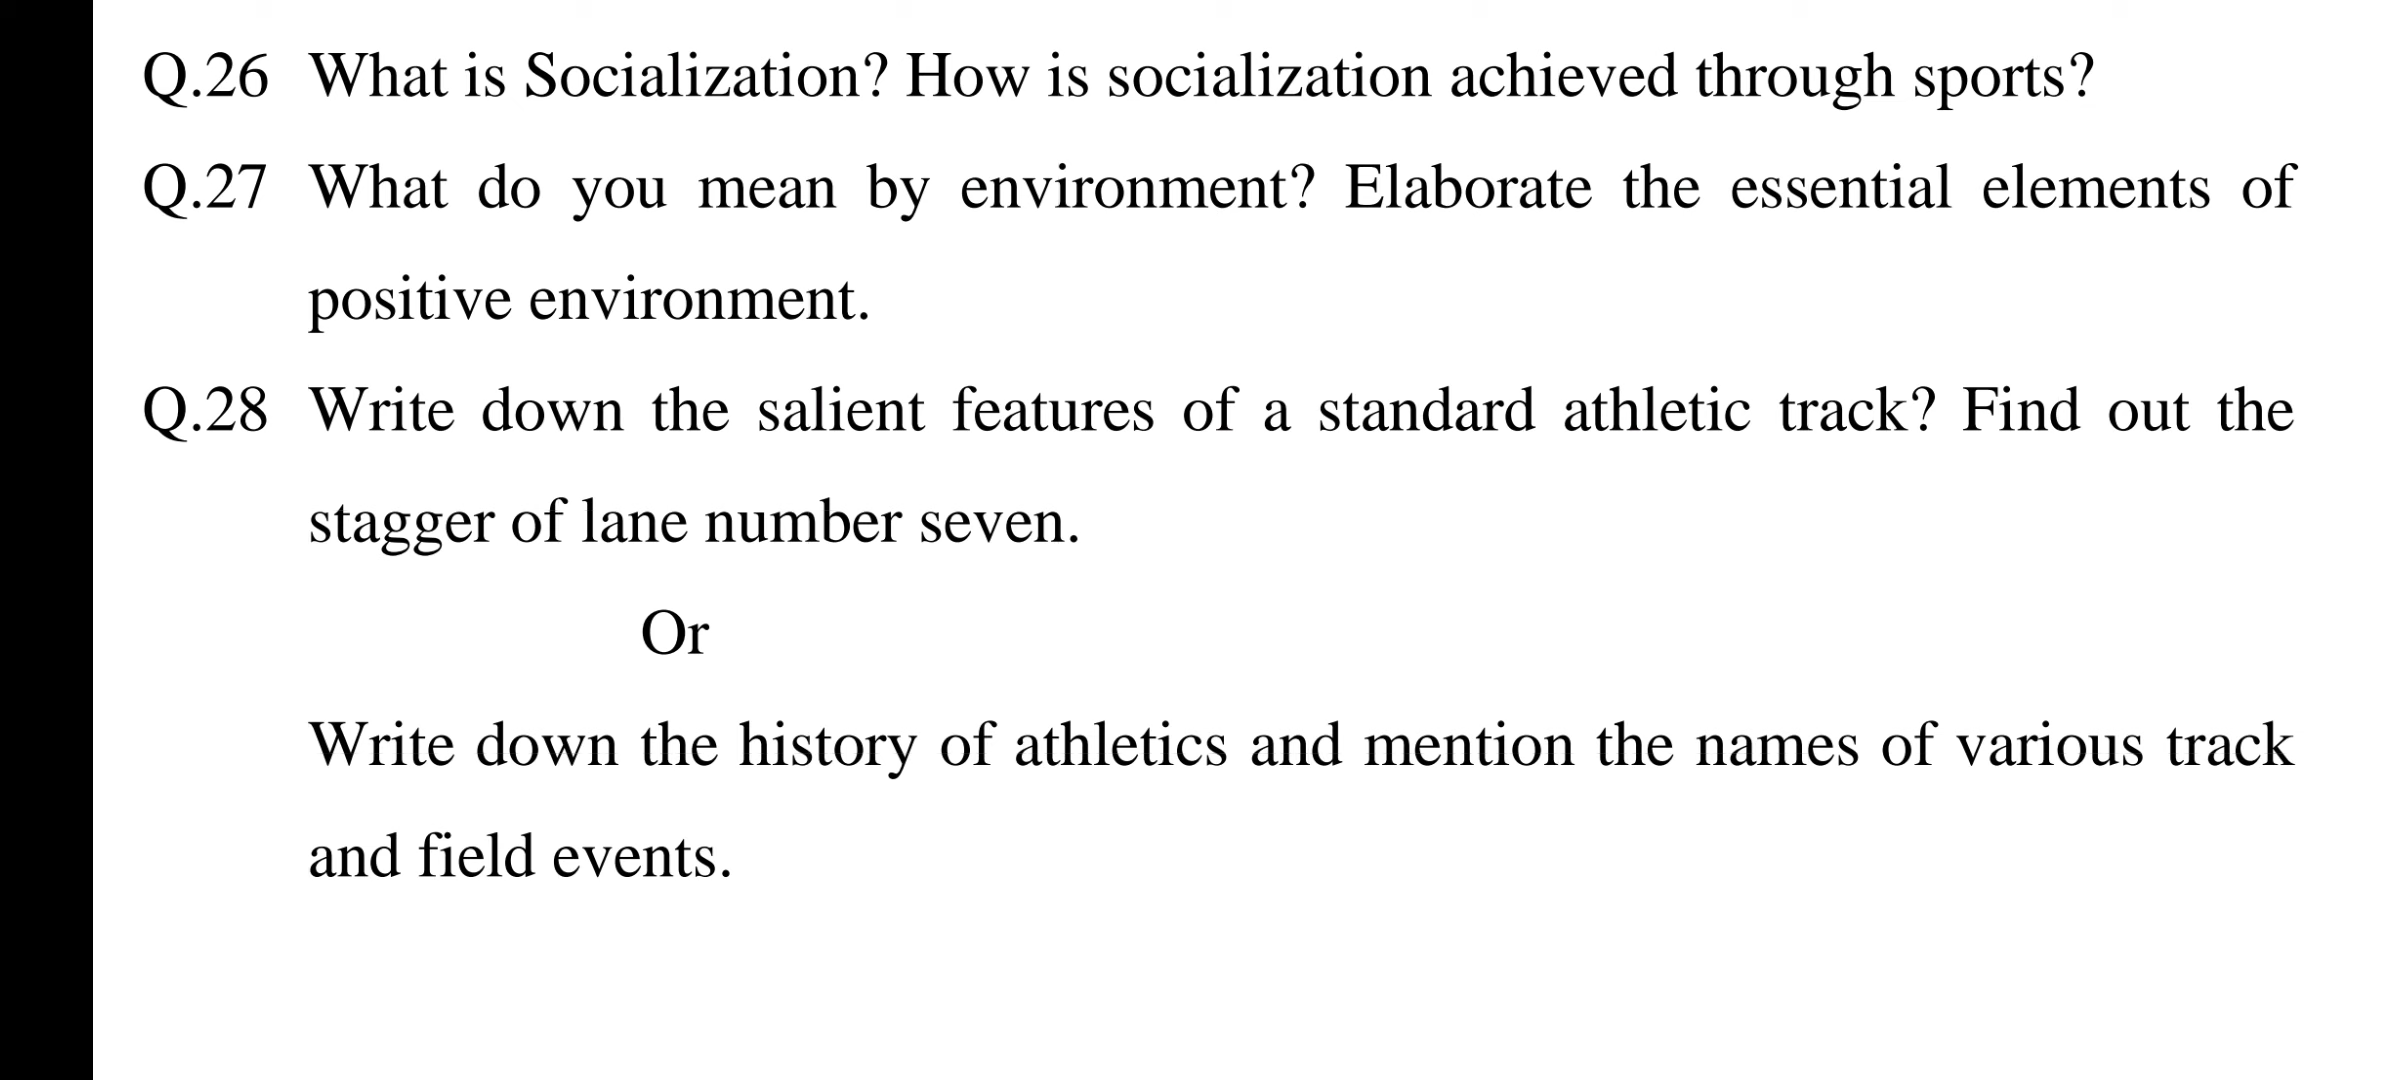 Q.26 What is Socialization? How is socialization achieved through sports?
Q.27 What do you mean by environment? Elaborate the essential elements of
positive environment.
Q.28 Write down the salient features of a standard athletic track? Find out the
stagger of lane number seven.
Or
Write down the history of athletics and mention the names of various track
and field events.